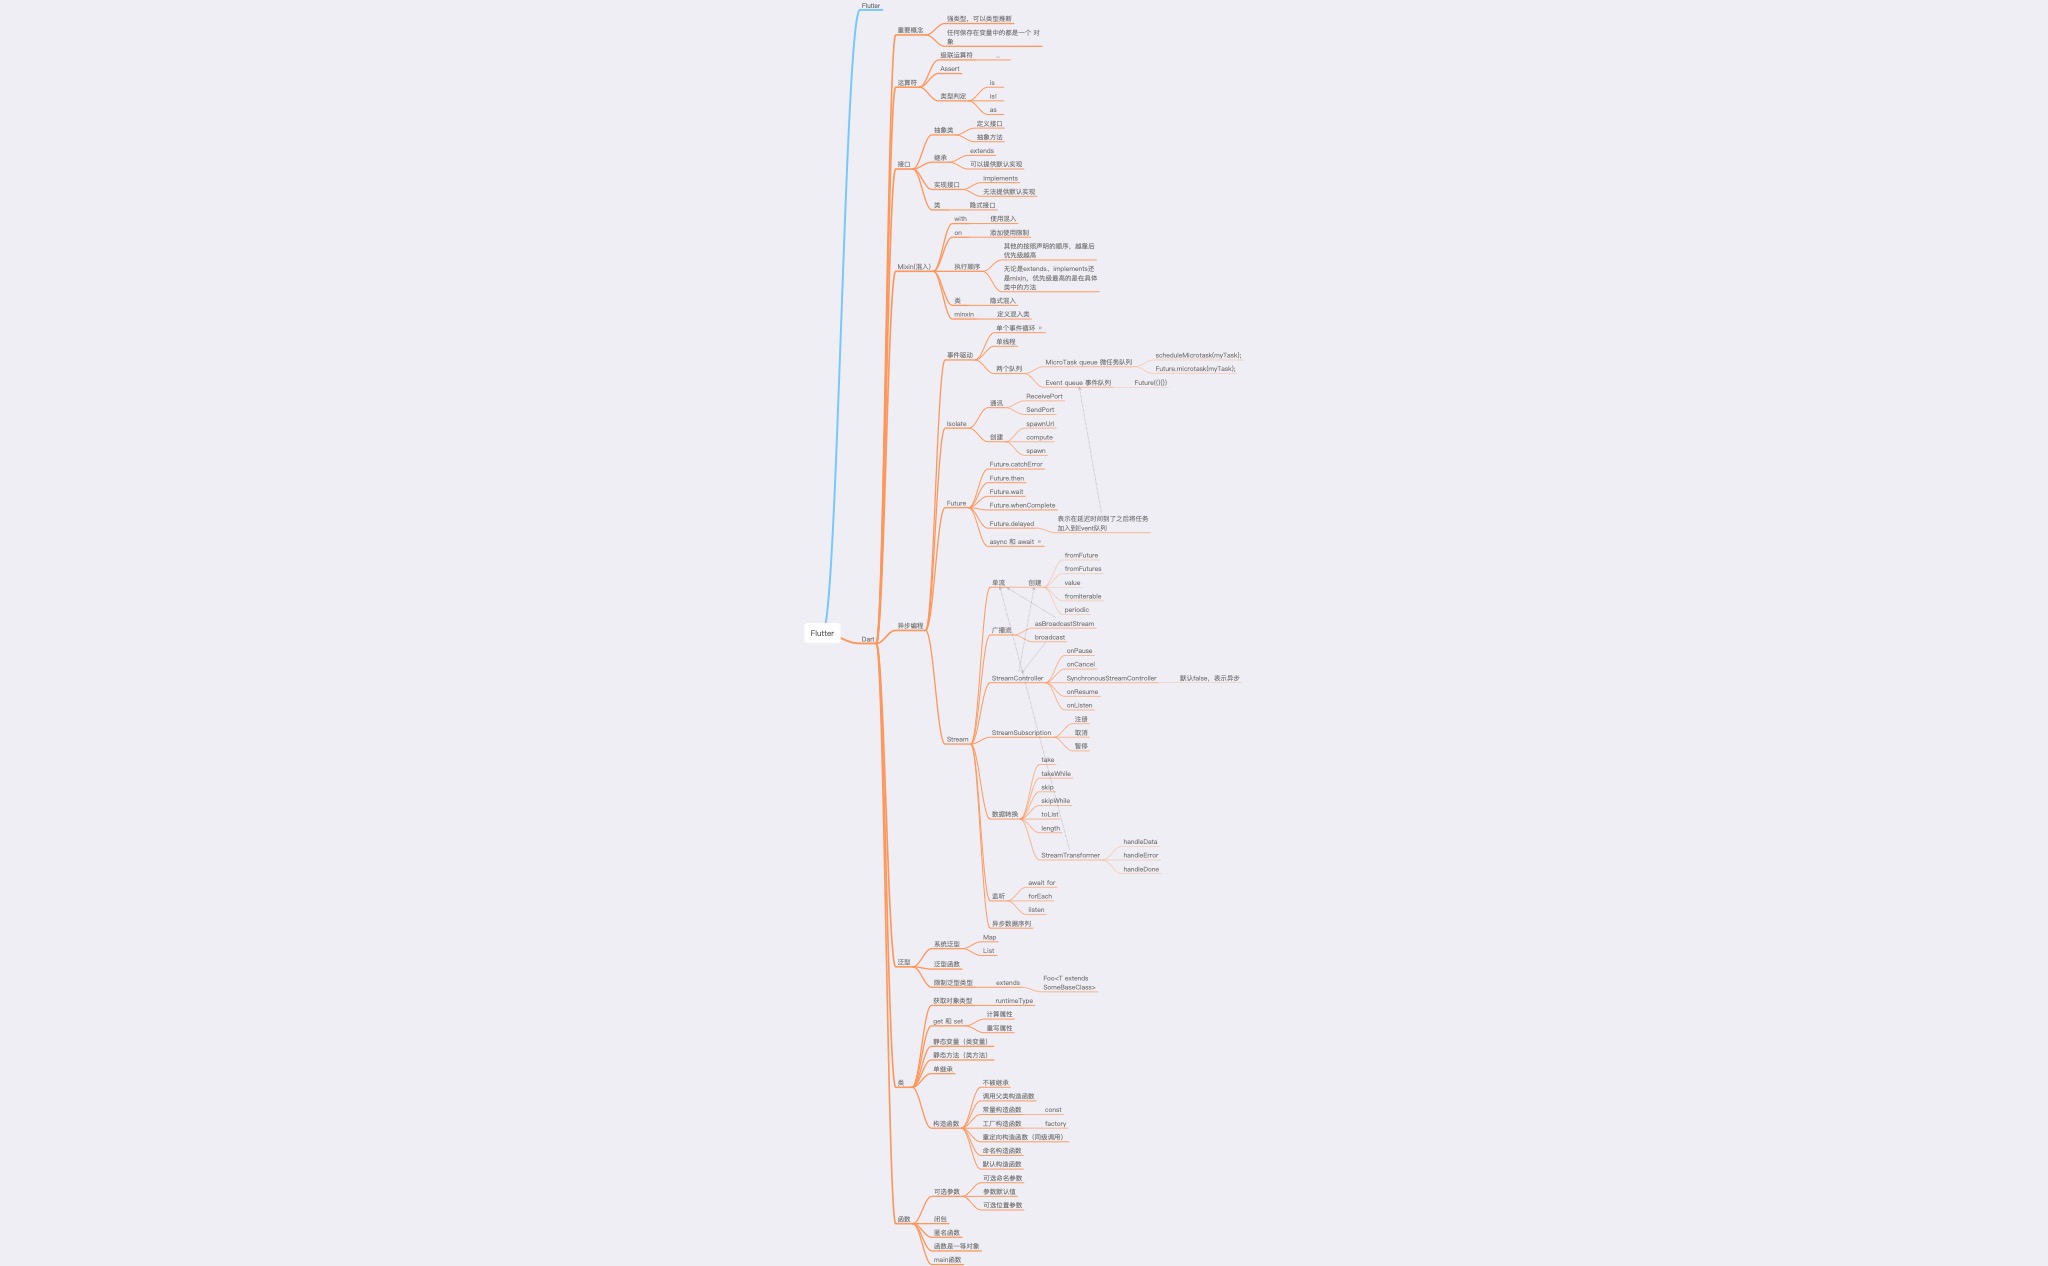 Flutter
重要概念
强类型，可以类型推断
任何保存在变量中的都是一个 对
象
运算符
级联运算符
..
Assert
类型判定
is
is!
as
接口
抽象类
定义接口
抽象方法
继承
extends
可以提供默认实现
实现接口
implements
无法提供默认实现
类
隐式接口
Mixin(混入)
with
使用混入
on
添加使用限制
执行顺序
其他的按照声明的顺序，越靠后
优先级越高
无论是extends、implements还
是mixin，优先级最高的是在具体
类中的方法
类
隐式混入
minxin
定义混入类
Flutter
Dart
异步编程
事件驱动
单个事件循环
单线程
两个队列
MicroTask queue 微任务队列
scheduleMicrotask(myTask);
Future.microtask(myTask);
Event queue 事件队列
Future((){})
Isolate
通讯
ReceivePort
SendPort
创建
spawnUrl
compute
spawn
Future
Future.catchError
Future.then
Future.wait
Future.whenComplete
Future.delayed
表示在延迟时间到了之后将任务
加入到Event队列
async 和 await
Stream
单流
创建
fromFuture
fromFutures
value
fromIterable
periodic
广播流
asBroadcastStream
broadcast
StreamController
onPause
onCancel
SynchronousStreamController
默认false，表示异步
onResume
onListen
StreamSubscription
注册
取消
暂停
数据转换
take
takeWhile
skip
skipWhile
toList
length
StreamTransformer
handleData
handleError
handleDone
监听
await for
forEach
listen
异步数据序列
泛型
系统泛型
Map
List
泛型函数
限制泛型类型
extends
Foo<T extends
SomeBaseClass>
类
获取对象类型
runtimeType
get 和 set
计算属性
重写属性
静态变量（类变量）
静态方法（类方法）
单继承
构造函数
不被继承
调用父类构造函数
常量构造函数
const
工厂构造函数
factory
重定向构造函数（同级调用）
命名构造函数
默认构造函数
函数
可选参数
可选命名参数
参数默认值
可选位置参数
闭包
匿名函数
函数是一等对象
main函数